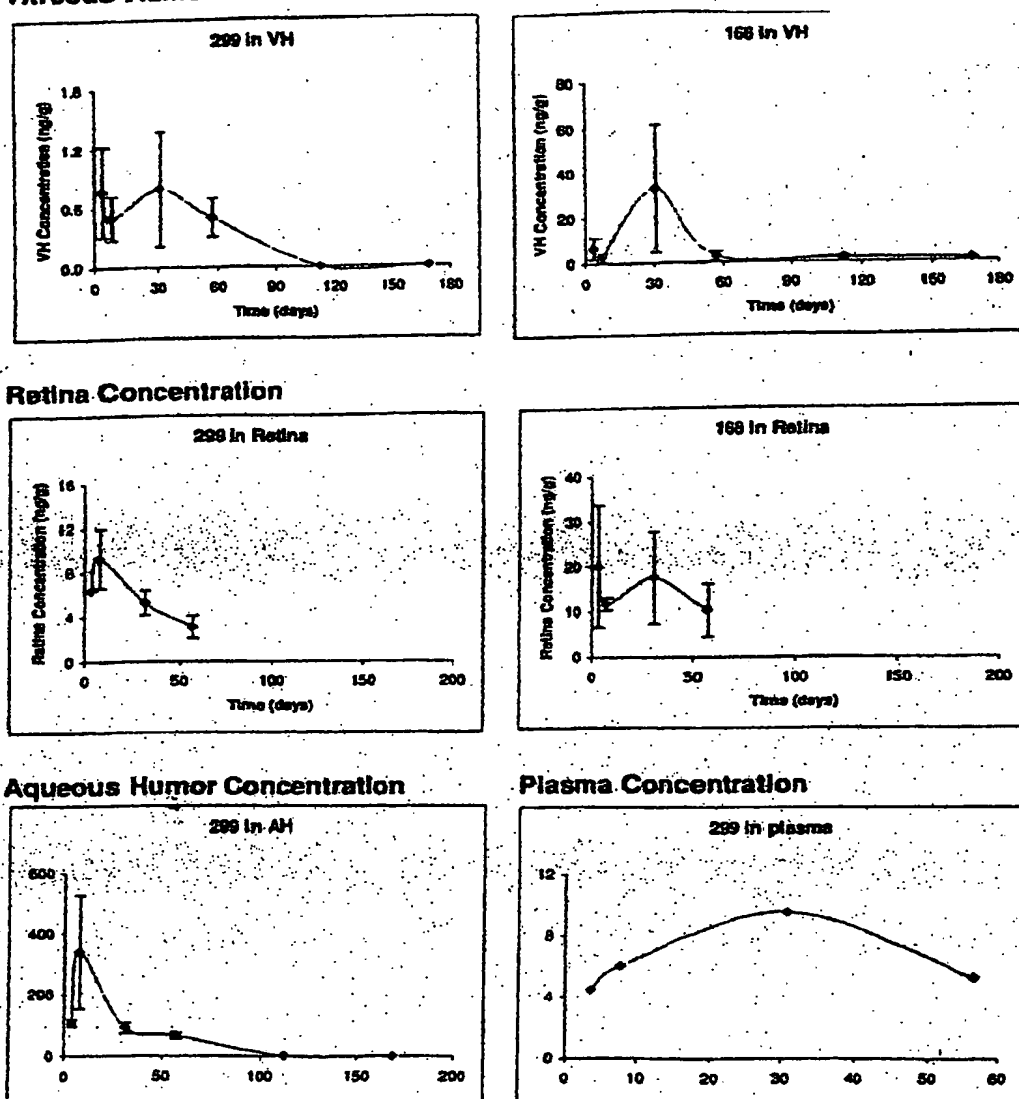 299 in VH
VH Concentration (ng/g)
1.8
1.2
0.6
0.0
0 30 60 90 120 150 180
Time (days)
168 in VH
VH Concentration (ng/g)
80
60
40
20
0
0 30 60 90 120 150 180
Time (days)
Retina Concentration
299 in Retina
Retina Concentration (ng/g)
16
12
8
4
0
0 50 100 150 200
Time (days)
168 in Retina
Retina Concentration (ng/g)
40
30
20
10
0
0 50 100 150 200
Time (days)
Aqueous Humor Concentration
299 in AH
600
400
200
0
0 50 100 150 200
Plasma Concentration
299 in plasma
12
8
4
0
0 10 20 30 40 50 60